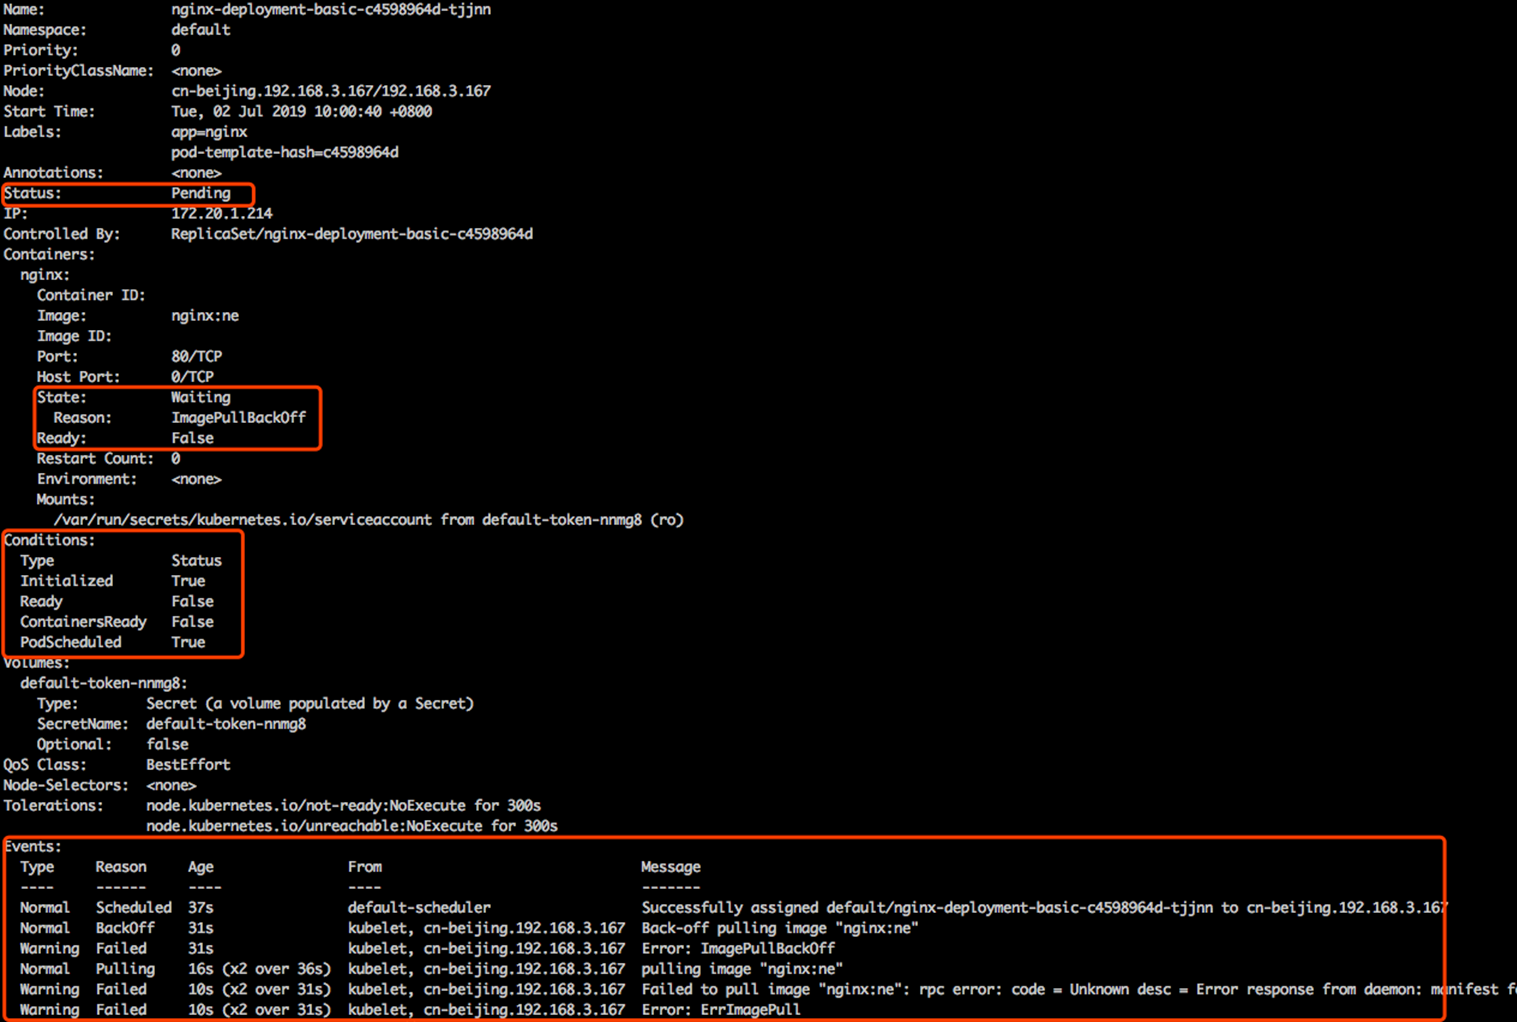 Name: nginx-deployment-basic-c4598964d-tjjnn
Namespace: default
Priority: 0
PriorityClassName: <none>
Node: cn-beijing.192.168.3.167/192.168.3.167
Start Time: Tue, 02 Jul 2019 10:00:40 +0800
Labels: app=nginx
pod-template-hash=c4598964d
Annotations: <none>
Status: Pending
IP: 172.20.1.214
Controlled By: ReplicaSet/nginx-deployment-basic-c4598964d
Containers:
nginx:
Container ID:
Image: nginx:ne
Image ID:
Port: 80/TCP
Host Port: 0/TCP
State: Waiting
Reason: ImagePullBackOff
Ready: False
Restart Count: 0
Environment: <none>
Mounts:
/var/run/secrets/kubernetes.io/serviceaccount from default-token-nnmg8 (ro)
Conditions:
Type Status
Initialized True
Ready False
ContainersReady False
PodScheduled True
Volumes:
default-token-nnmg8:
Type: Secret (a volume populated by a Secret)
SecretName: default-token-nnmg8
Optional: false
QoS Class: BestEffort
Node-Selectors: <none>
Tolerations: node.kubernetes.io/not-ready:NoExecute for 300s
node.kubernetes.io/unreachable:NoExecute for 300s
Events:
Type Reason Age From Message
---- ------ ---- ---- -------
Normal Scheduled 37s default-scheduler Successfully assigned default/nginx-deployment-basic-c4598964d-tjjnn to cn-beijing.192.168.3.167
Normal BackOff 31s kubelet, cn-beijing.192.168.3.167 Back-off pulling image "nginx:ne"
Warning Failed 31s kubelet, cn-beijing.192.168.3.167 Error: ImagePullBackOff
Normal Pulling 16s (x2 over 36s) kubelet, cn-beijing.192.168.3.167 pulling image "nginx:ne"
Warning Failed 10s (x2 over 31s) kubelet, cn-beijing.192.168.3.167 Failed to pull image "nginx:ne": rpc error: code = Unknown desc = Error response from daemon: manifest
Warning Failed 10s (x2 over 31s) kubelet, cn-beijing.192.168.3.167 Error: ErrImagePull